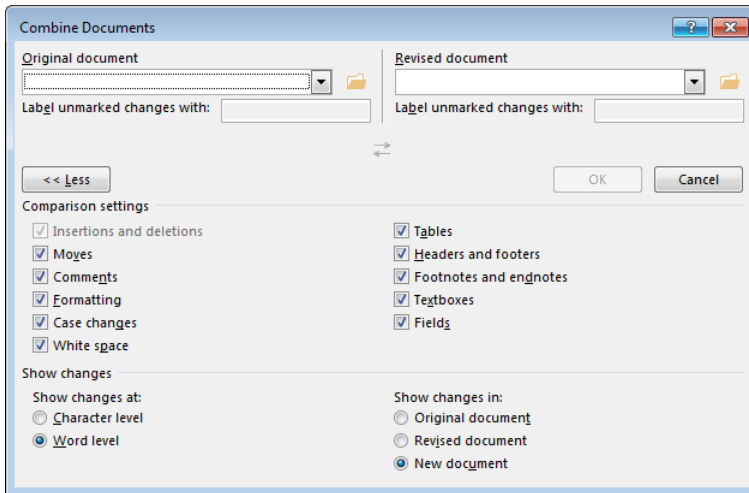 Combine Documents
Original document
Revised document
Label unmarked changes with:
Label unmarked changes with:
<< Less
OK
Cancel
Comparison settings
Insertions and deletions
Tables
Moves
Headers and footers
Comments
Footnotes and endnotes
Formatting
Textboxes
Case changes
Fields
White space
Show changes
Show changes at:
Show changes in:
Character level
Original document
Word level
Revised document
New document